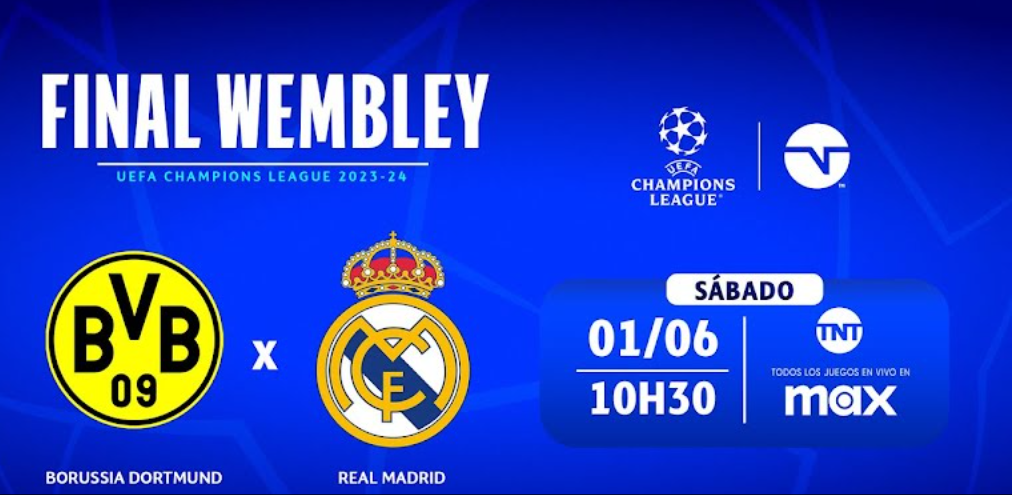 FINAL WEMBLEY
UEFA CHAMPIONS LEAGUE 2023-24
UEFA
CHAMPIONS
LEAGUE®
TM
BVB
09
X
BORUSSIA DORTMUND
REAL MADRID
SÁBADO
01/06
10H30
TNT
TODOS LOS JUEGOS EN VIVO EN
max